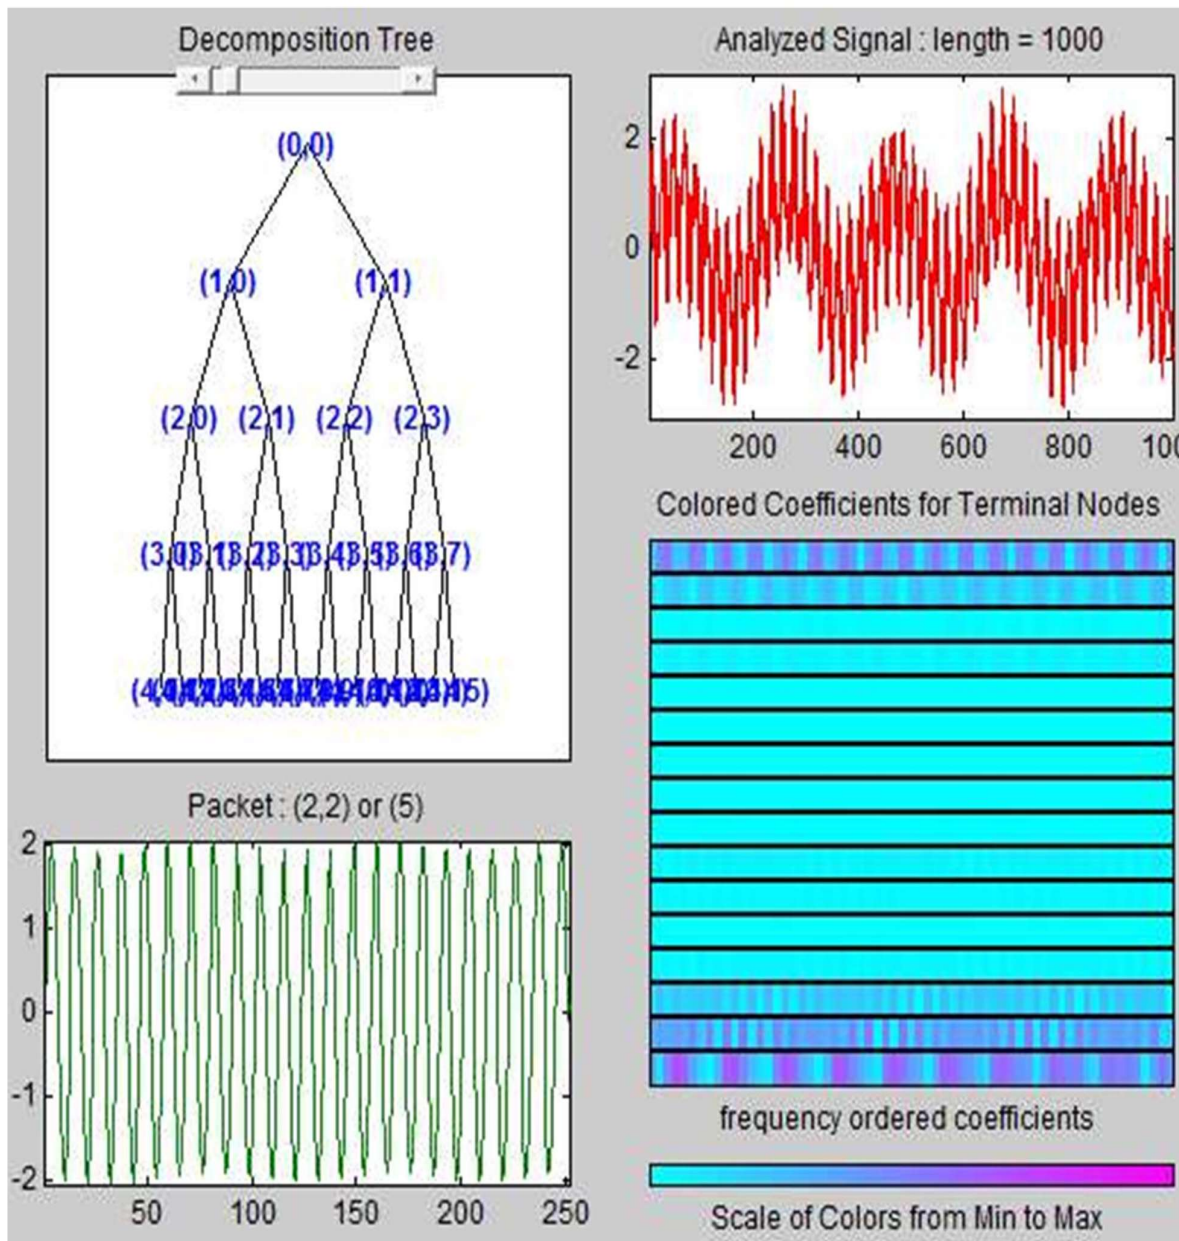 Decomposition Tree
(0,0)
(1,0) (1,1)
(2,0) (2,1) (2,2) (2,3)
Packet : (2,2) or (5)
2
1
0
-1
-2
50 100 150 200 250
Analyzed Signal : length = 1000
2
0
-2
200 400 600 800 100
Colored Coefficients for Terminal Nodes
frequency ordered coefficients
Scale of Colors from Min to Max